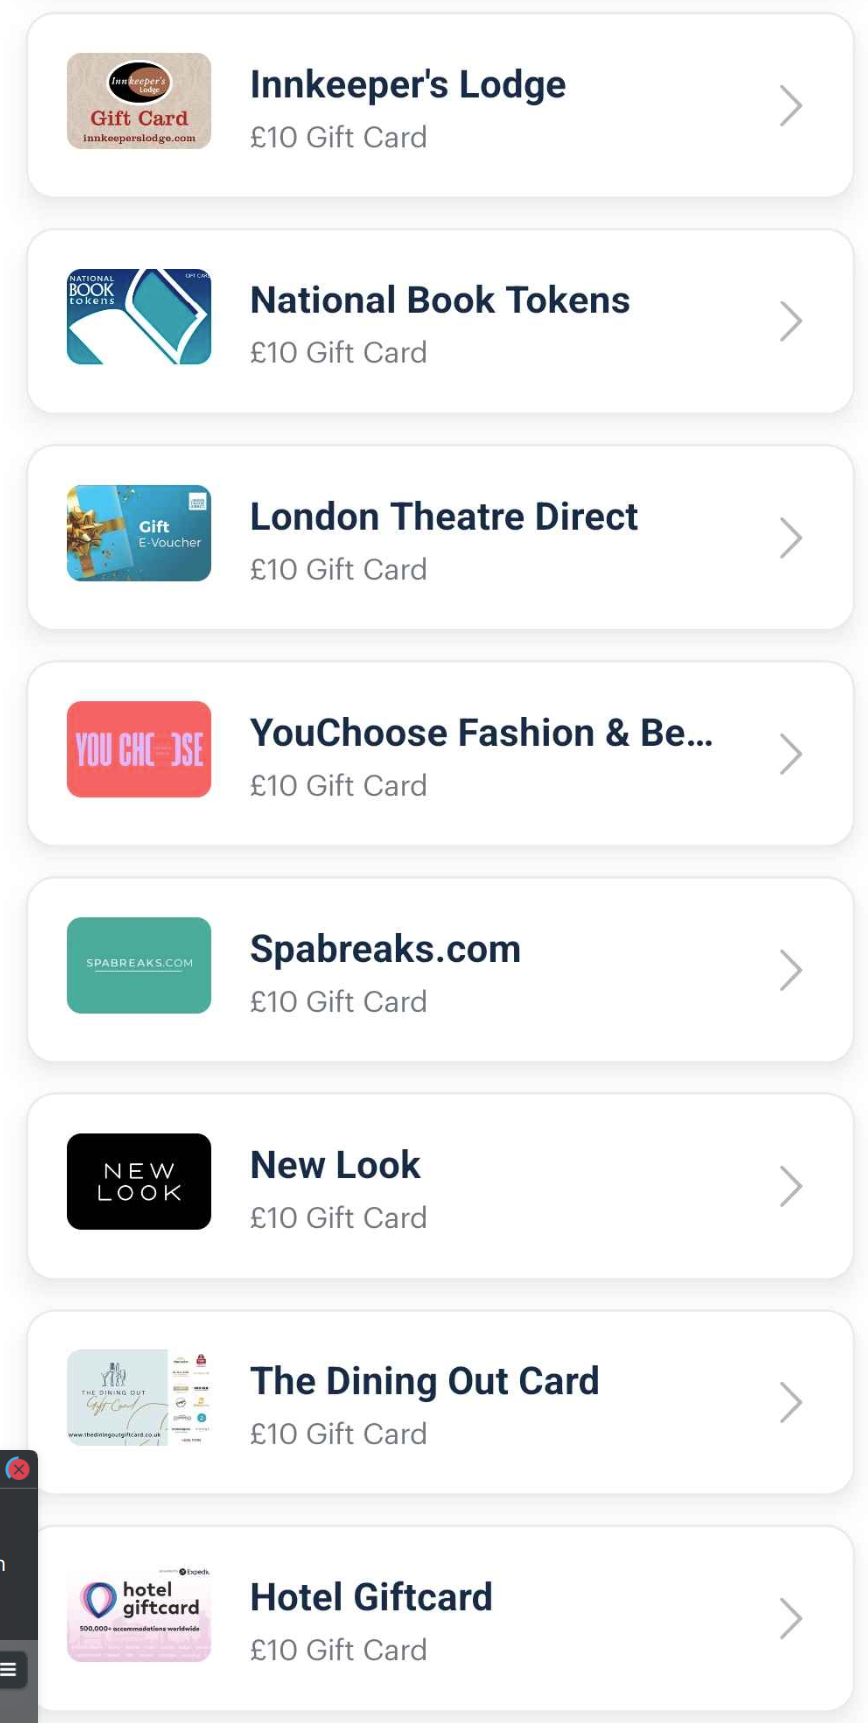 Innkeeper's
Lodge
Gift Card
innkeeperslodge.com
Innkeeper's Lodge
£10 Gift Card
NATIONAL
BOOK
tokens
GIFT CARD
National Book Tokens
£10 Gift Card
Gift
E-Voucher
London Theatre Direct
£10 Gift Card
YOU CHOOSE
YouChoose Fashion & Be...
£10 Gift Card
SPABREAKS.COM
Spabreaks.com
£10 Gift Card
NEW
LOOK
New Look
£10 Gift Card
THE DINING OUT
Gift Card
www.thediningoutgiftcard.co.uk
The Dining Out Card
£10 Gift Card
Expedia
hotel
giftcard
500,000+ accommodations worldwide
Hotel Giftcard
£10 Gift Card